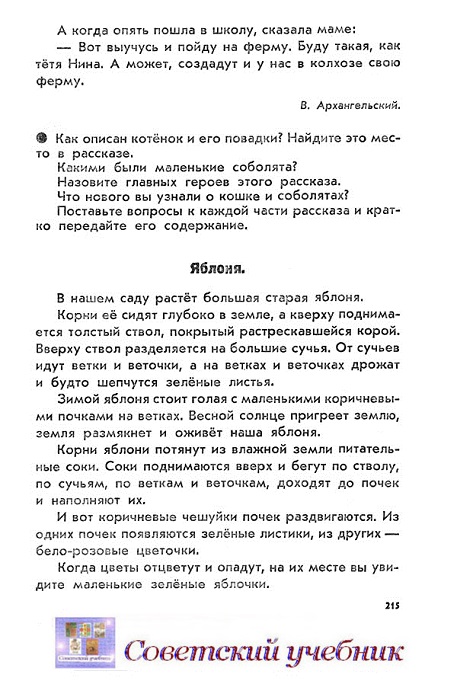 А когда опять пошла в школу, сказала маме:
— Вот выучусь и пойду на ферму. Буду такая, как
тётя Нина. А может, создадут и у нас в колхозе свою
ферму.
В. Архангельский.
Как описан котёнок и его повадки? Найдите это мес-
то в рассказе.
Какими были маленькие соболята?
Назовите главных героев этого рассказа.
Что нового вы узнали о кошке и соболятах?
Поставьте вопросы к каждой части рассказа и крат-
ко передайте его содержание.
Яблоня.
В нашем саду растёт большая старая яблоня.
Корни её сидят глубоко в земле, а кверху поднима-
ется толстый ствол, покрытый растрескавшейся корой.
Вверху ствол разделяется на большие сучья. От сучьев
идут ветки и веточки, а на ветках и веточках дрожат
и будто шепчутся зелёные листья.
Зимой яблоня стоит голая с маленькими коричневы-
ми почками на ветках. Весной солнце пригреет землю,
земля размякнет и оживёт наша яблоня.
Корни яблони потянут из влажной земли питатель-
ные соки. Соки поднимаются вверх и бегут по стволу,
по сучьям, по веткам и веточкам, доходят до почек
и наполняют их.
И вот коричневые чешуйки почек раздвигаются. Из
одних почек появляются зелёные листики, из других —
бело-розовые цветочки.
Когда цветы отцветут и опадут, на их месте вы уви-
дите маленькие зелёные яблочки.
215
Советский учебник
Советский учебник